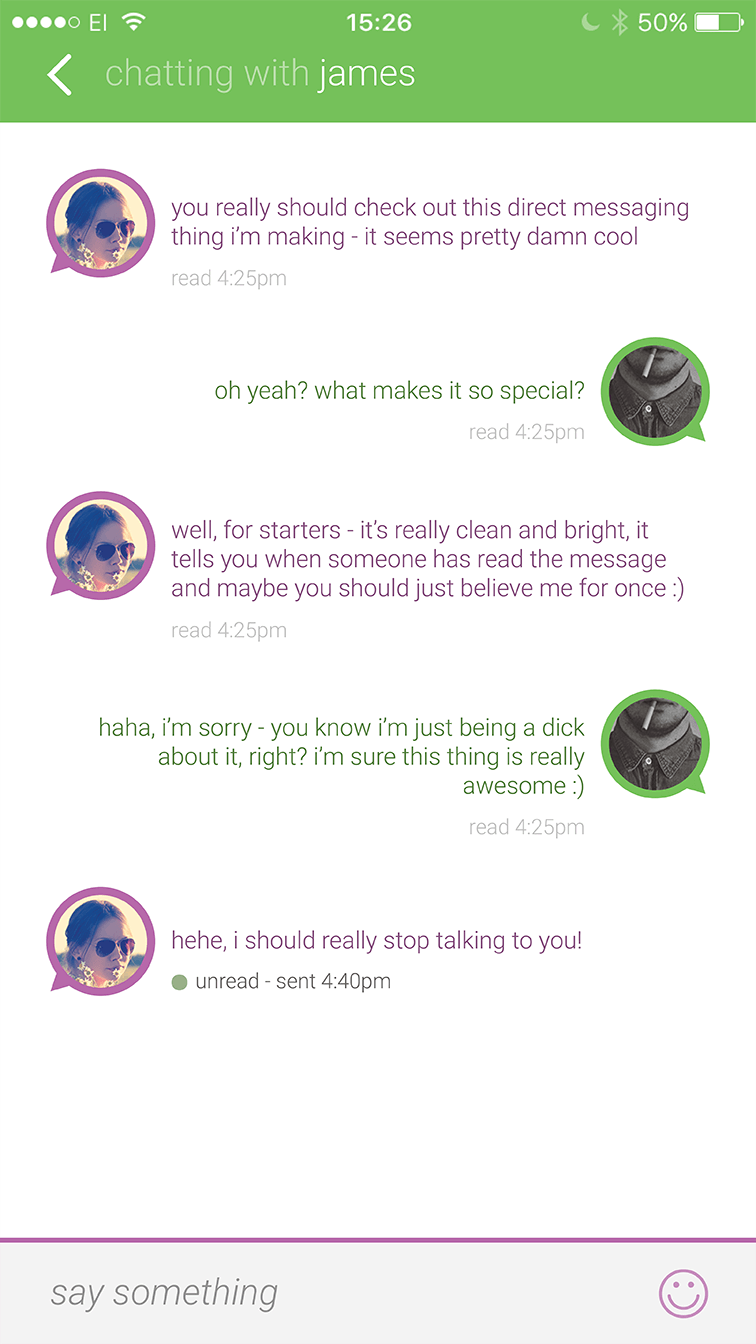 EI 15:26 50%
chatting with james
you really should check out this direct messaging
thing i'm making - it seems pretty damn cool
read 4:25pm
oh yeah? what makes it so special?
read 4:25pm
well, for starters - it's really clean and bright, it
tells you when someone has read the message
and maybe you should just believe me for once :)
read 4:25pm
haha, i'm sorry - you know i'm just being a dick
about it, right? i'm sure this thing is really
awesome :)
read 4:25pm
hehe, i should really stop talking to you!
unread - sent 4:40pm
say something